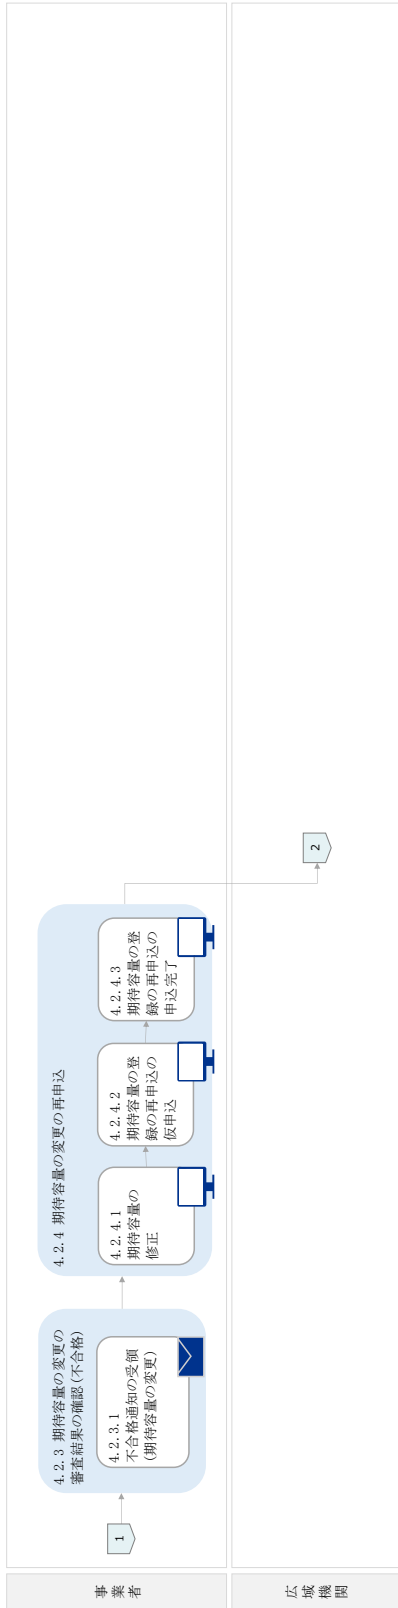 事業者
1
4.2.3 期待容量の変更の
審査結果の確認(不合格)
4.2.3.1
不合格通知の受領
(期待容量の変更)
4.2.4 期待容量の変更の再申込
4.2.4.1
期待容量の
修正
4.2.4.2
期待容量の登
録の再申込の
仮申込
4.2.4.3
期待容量の登
録の再申込の
申込完了
広域機関
2